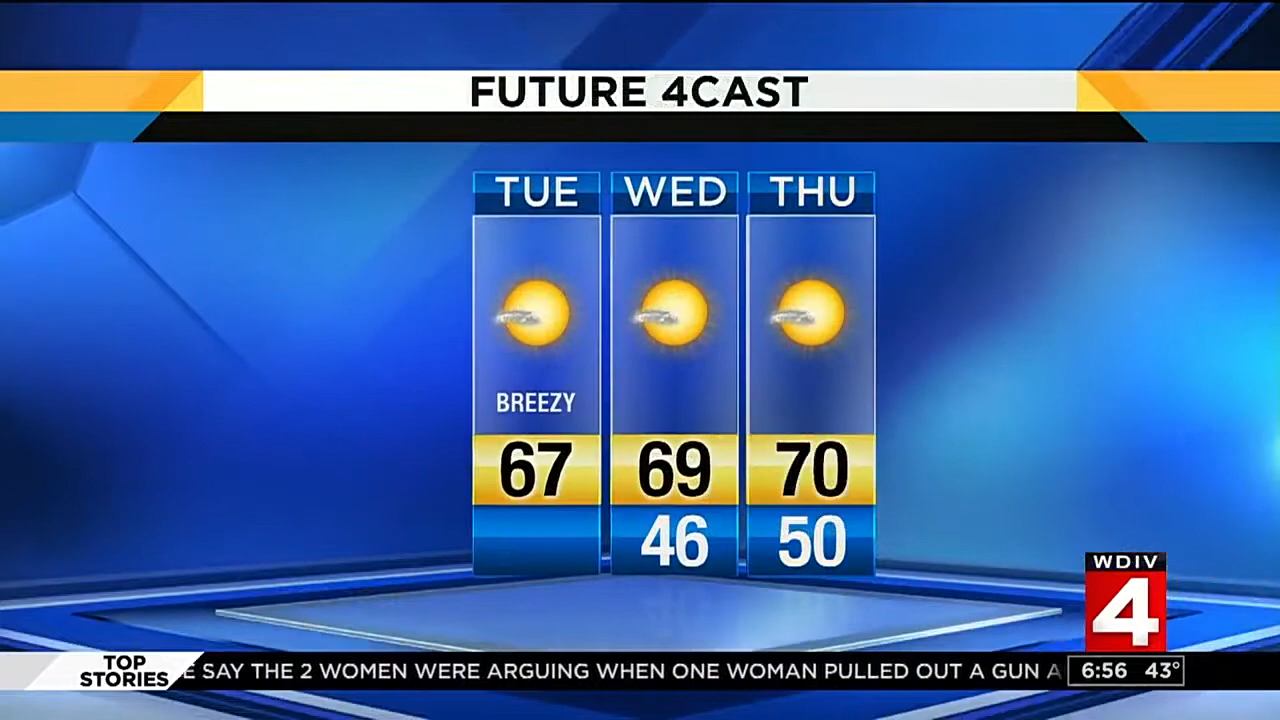 FUTURE 4CAST
TUE WED THU
BREEZY
67 69 70
46 50
WDIV
4
TOP
STORIES
SAY THE 2 WOMEN WERE ARGUING WHEN ONE WOMAN PULLED OUT A GUN
6:56 43°